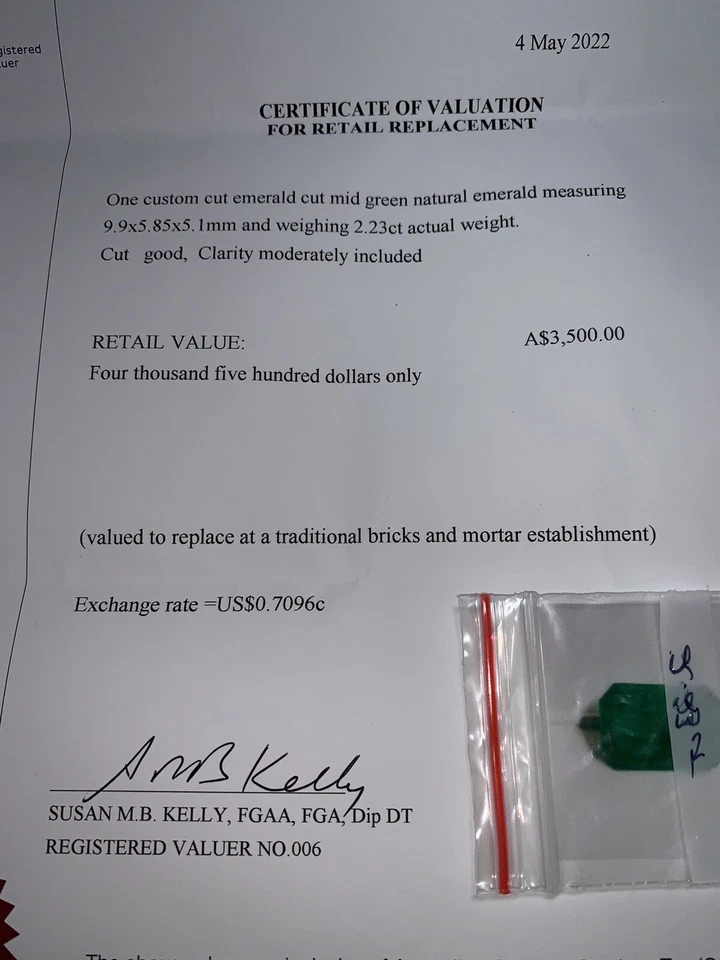 gistered
uer
4 May 2022
CERTIFICATE OF VALUATION
FOR RETAIL REPLACEMENT
One custom cut emerald cut mid green natural emerald measuring
9.9x5.85x5.1mm and weighing 2.23ct actual weight.
Cut good, Clarity moderately included
RETAIL VALUE: A$3,500.00
Four thousand five hundred dollars only
(valued to replace at a traditional bricks and mortar establishment)
Exchange rate =US$0.7096c
SUSAN M.B. KELLY, FGAA, FGA, Dip DT
REGISTERED VALUER NO.006